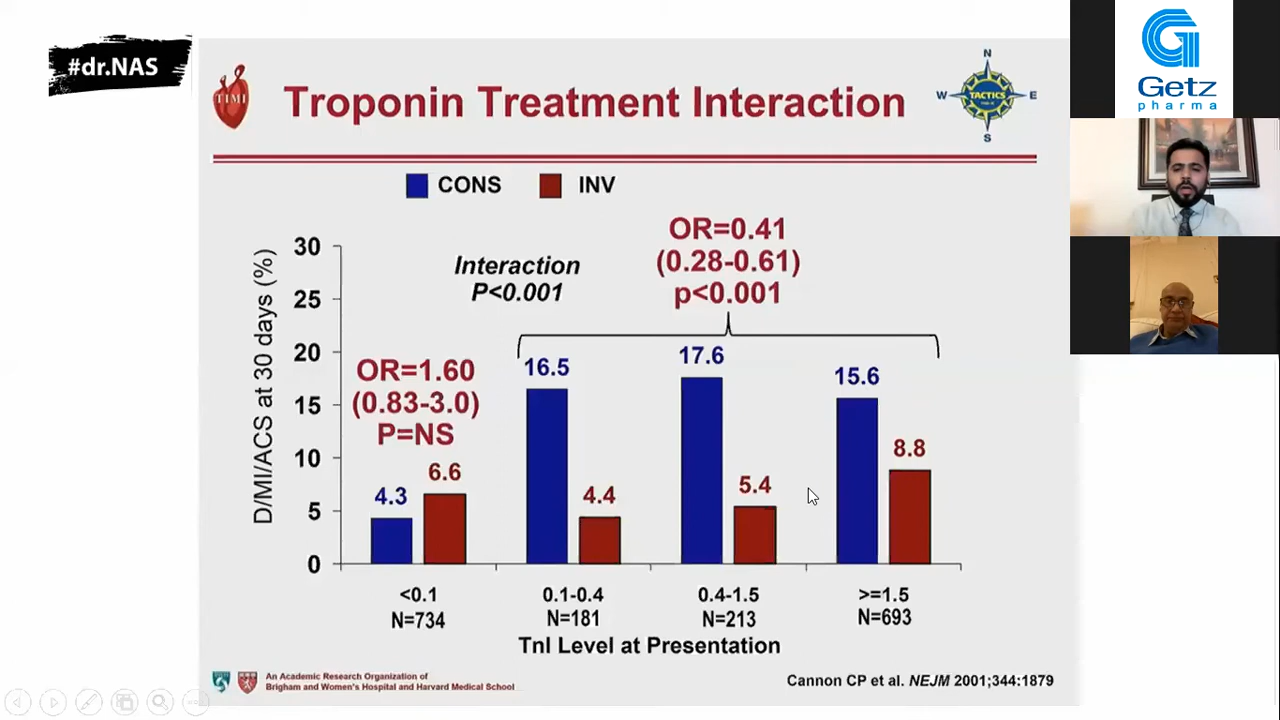 #dr.NAS
TIMI
Troponin Treatment Interaction
N
W
TACTICS
E
S
Getz
pharma
CONS
INV
OR=0.41
(0.28-0.61)
p<0.001
Interaction
P<0.001
OR=1.60
(0.83-3.0)
P=NS
D/MI/ACS at 30 days (%)
30
25
20
15
10
5
0
4.3
6.6
16.5
4.4
17.6
5.4
15.6
8.8
<0.1
N=734
0.1-0.4
N=181
0.4-1.5
N=213
>=1.5
N=693
TnI Level at Presentation
An Academic Research Organization of
Brigham and Women's Hospital and Harvard Medical School
Cannon CP et al. NEJM 2001;344:1879